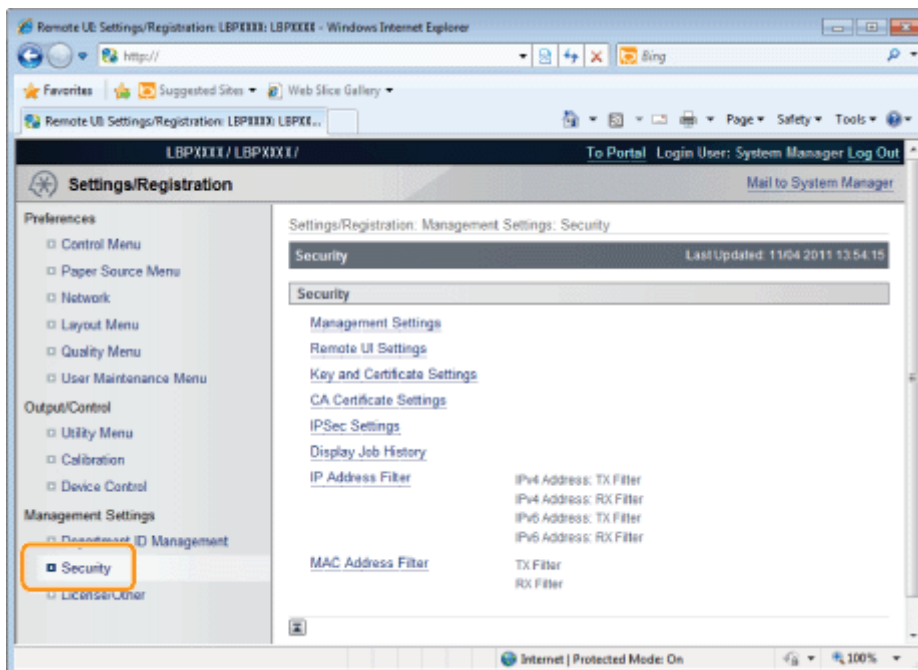 Remote UI: Settings/Registration: LBPXXXX: LBPXXXX - Windows Internet Explorer
http://
Bing
Favorites
Suggested Sites
Web Slice Gallery
Remote UI: Settings/Registration: LBPXXXX: LBPXX...
Page
Safety
Tools
LBPXXXX / LBPXXXX /
To Portal Login User: System Manager Log Out
Settings/Registration
Mail to System Manager
Preferences
Control Menu
Paper Source Menu
Network
Layout Menu
Quality Menu
User Maintenance Menu
Output/Control
Utility Menu
Calibration
Device Control
Management Settings
Department ID Management
Security
License/Other
Settings/Registration: Management Settings: Security
Security
Last Updated: 11/04 2011 13:54:15
Security
Management Settings
Remote UI Settings
Key and Certificate Settings
CA Certificate Settings
IPSec Settings
Display Job History
IP Address Filter
IPv4 Address: TX Filter
IPv4 Address: RX Filter
IPv6 Address: TX Filter
IPv6 Address: RX Filter
MAC Address Filter
TX Filter
RX Filter
Internet | Protected Mode: On
100%